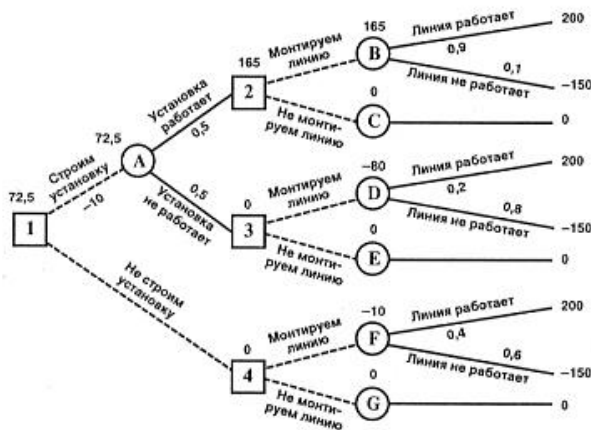 72,5
1
Строим
установку
–10
72,5
A
Установка
работает
0,5
0,5
Установка
не работает
Не строим
установку
165
2
Монтируем
линию
Не монти-
руем линию
165
B
Линия работает
0,9
200
0,1
Линия не работает
–150
0
C
0
0
3
Монтируем
линию
Не монти-
руем линию
–80
D
Линия работает
0,2
200
0,8
Линия не работает
–150
0
E
0
0
4
Монтируем
линию
Не монти-
руем линию
–10
F
Линия работает
0,4
200
0,6
Линия не работает
–150
0
G
0